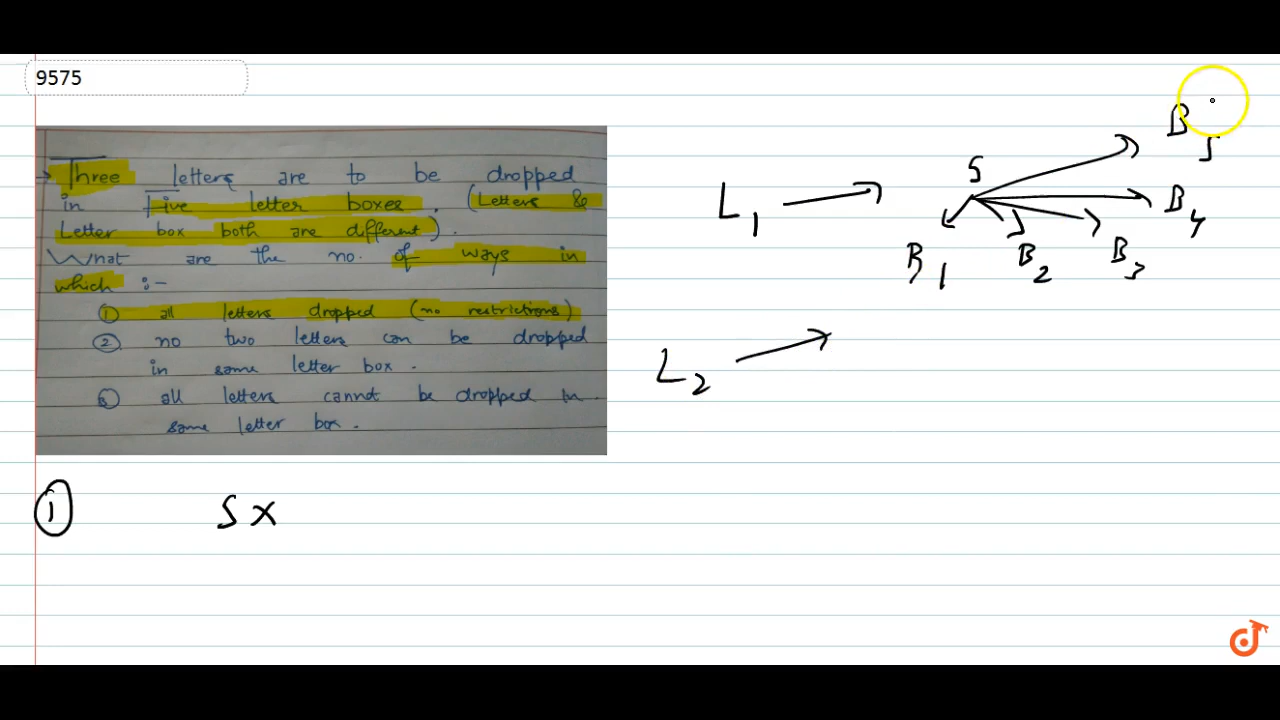 9575
Three letters are to be dropped
in Five letter boxes. (Letters &
Letter box both are different).
What are the no. of ways in
which :-
① all letters dropped (no restrictions)
② no two letters can be dropped
in same letter box.
③ all letters cannot be dropped in
same letter box.
L1 → 5
B1 B2 B3 B4 B5
L2 →
① 5 ×